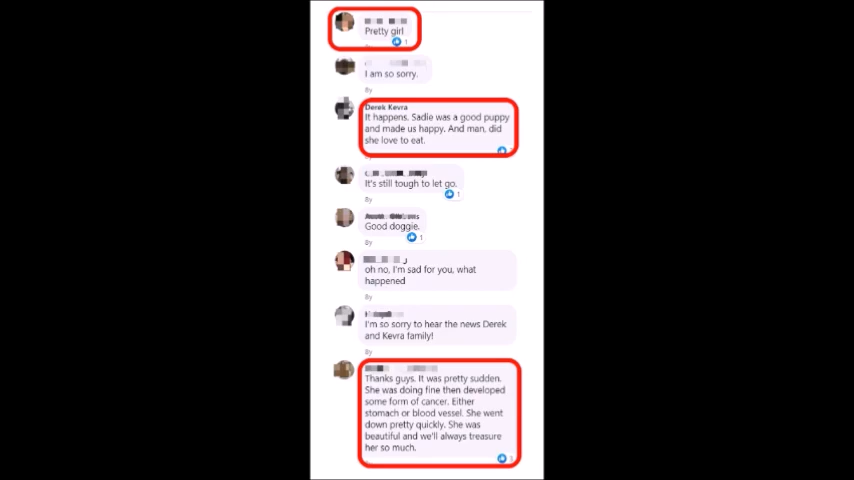 Pretty girl
1
I am so sorry.
By
Derek Kevra
It happens. Sadie was a good puppy
and made us happy. And man, did
she love to eat.
It's still tough to let go.
1
By
Good doggie.
1
By
oh no, I'm sad for you, what
happened
By
I'm so sorry to hear the news Derek
and Kevra family!
By
Thanks guys. It was pretty sudden.
She was doing fine then developed
some form of cancer. Either
stomach or blood vessel. She went
down pretty quickly. She was
beautiful and we'll always treasure
her so much.